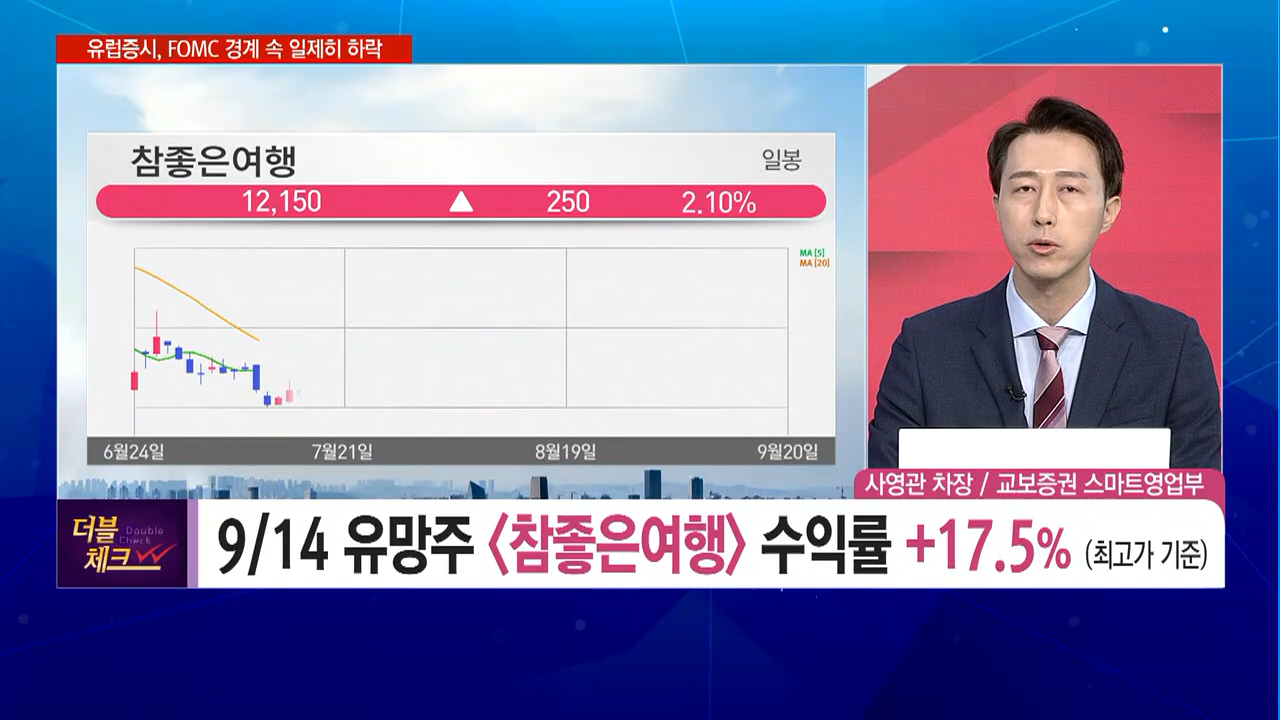 유럽증시, FOMC 경계 속 일제히 하락
참좋은여행
일봉
12,150 ▲ 250 2.10%
MA [5]
MA [20]
6월24일 7월21일 8월19일 9월20일
사영관 차장 / 교보증권 스마트영업부
더블 Double
체크 Check
9/14 유망주 <참좋은여행> 수익률 +17.5% (최고가 기준)